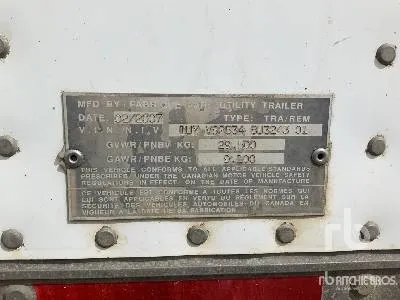 MFD BY FABRIQUE PAR: UTILITY TRAILER
DATE: 02/2007 TYPE: TRA/REM
V.I.N./N.I.V.
GVWR/PNBV KG:
GAWR/PNBE KG:
THIS VEHICLE CONFORMS TO ALL APPLICABLE STANDARDS
PRESCRIBED UNDER THE CANADIAN MOTOR VEHICLE SAFETY
REGULATIONS IN EFFECT ON THE DATE OF MANUFACTURE
CE VEHICULE EST CONFORME A TOUTES LES NORMES QUI
LUI SONT APPLICABLES EN VERTU DU REGLEMENT SUR LA
SECURITE DES VEHICULES AUTOMOBILES DU CANADA EN
VIGUEUR A LA DATE DE SA FABRICATION
rb
RITCHIE BROS.